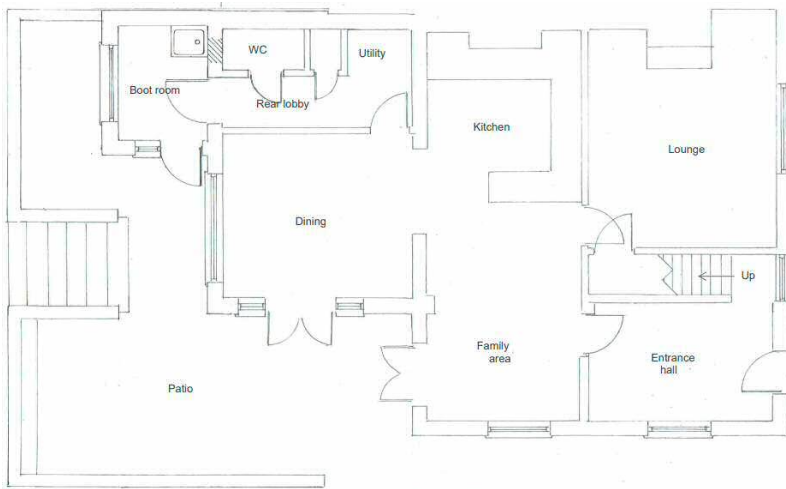 WC
Utility
Boot room
Rear lobby
Kitchen
Lounge
Dining
Up
Family
area
Entrance
hall
Patio